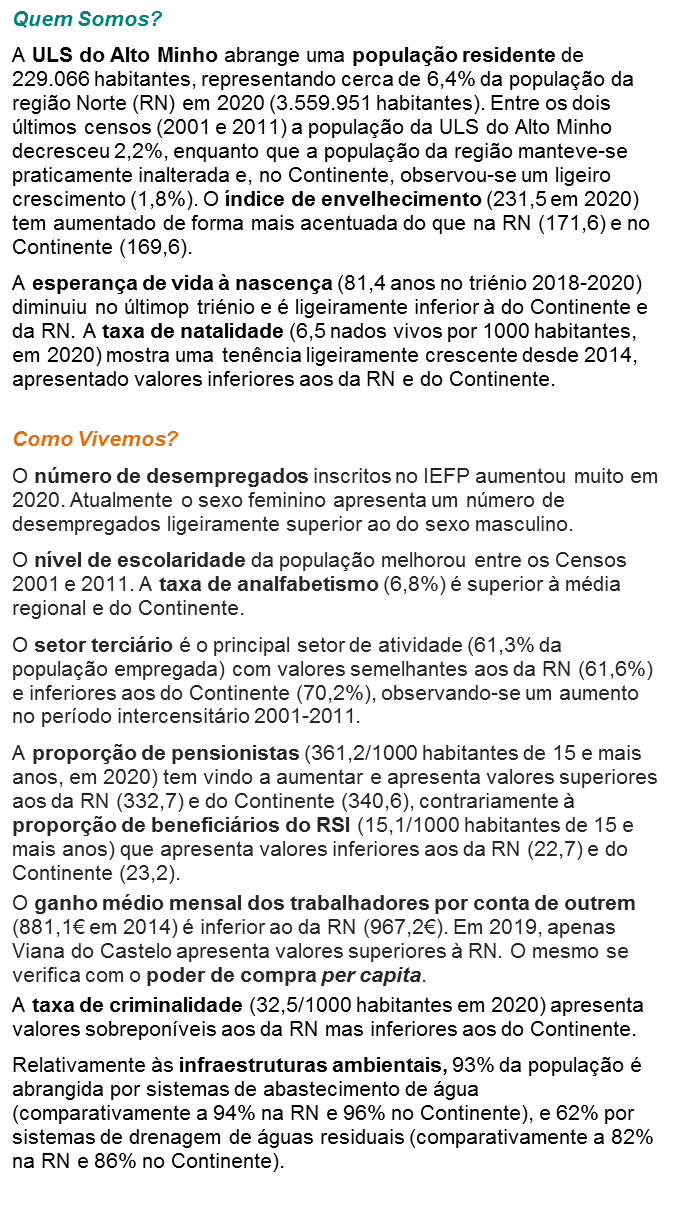 Quem Somos?
A ULS do Alto Minho abrange uma população residente de
229.066 habitantes, representando cerca de 6,4% da população da
região Norte (RN) em 2020 (3.559.951 habitantes). Entre os dois
últimos censos (2001 e 2011) a população da ULS do Alto Minho
decresceu 2,2%, enquanto que a população da região manteve-se
praticamente inalterada e, no Continente, observou-se um ligeiro
crescimento (1,8%). O índice de envelhecimento (231,5 em 2020)
tem aumentado de forma mais acentuada do que na RN (171,6) e no
Continente (169,6).
A esperança de vida à nascença (81,4 anos no triénio 2018-2020)
diminuiu no últimop triénio e é ligeiramente inferior à do Continente e
da RN. A taxa de natalidade (6,5 nados vivos por 1000 habitantes,
em 2020) mostra uma tenência ligeiramente crescente desde 2014,
apresentado valores inferiores aos da RN e do Continente.
Como Vivemos?
O número de desempregados inscritos no IEFP aumentou muito em
2020. Atualmente o sexo feminino apresenta um número de
desempregados ligeiramente superior ao do sexo masculino.
O nível de escolaridade da população melhorou entre os Censos
2001 e 2011. A taxa de analfabetismo (6,8%) é superior à média
regional e do Continente.
O setor terciário é o principal setor de atividade (61,3% da
população empregada) com valores semelhantes aos da RN (61,6%)
e inferiores aos do Continente (70,2%), observando-se um aumento
no período intercensitário 2001-2011.
A proporção de pensionistas (361,2/1000 habitantes de 15 e mais
anos, em 2020) tem vindo a aumentar e apresenta valores superiores
aos da RN (332,7) e do Continente (340,6), contrariamente à
proporção de beneficiários do RSI (15,1/1000 habitantes de 15 e
mais anos) que apresenta valores inferiores aos da RN (22,7) e do
Continente (23,2).
O ganho médio mensal dos trabalhadores por conta de outrem
(881,1€ em 2014) é inferior ao da RN (967,2€). Em 2019, apenas
Viana do Castelo apresenta valores superiores à RN. O mesmo se
verifica com o poder de compra per capita.
A taxa de criminalidade (32,5/1000 habitantes em 2020) apresenta
valores sobreponíveis aos da RN mas inferiores aos do Continente.
Relativamente às infraestruturas ambientais, 93% da população é
abrangida por sistemas de abastecimento de água
(comparativamente a 94% na RN e 96% no Continente), e 62% por
sistemas de drenagem de águas residuais (comparativamente a 82%
na RN e 86% no Continente).